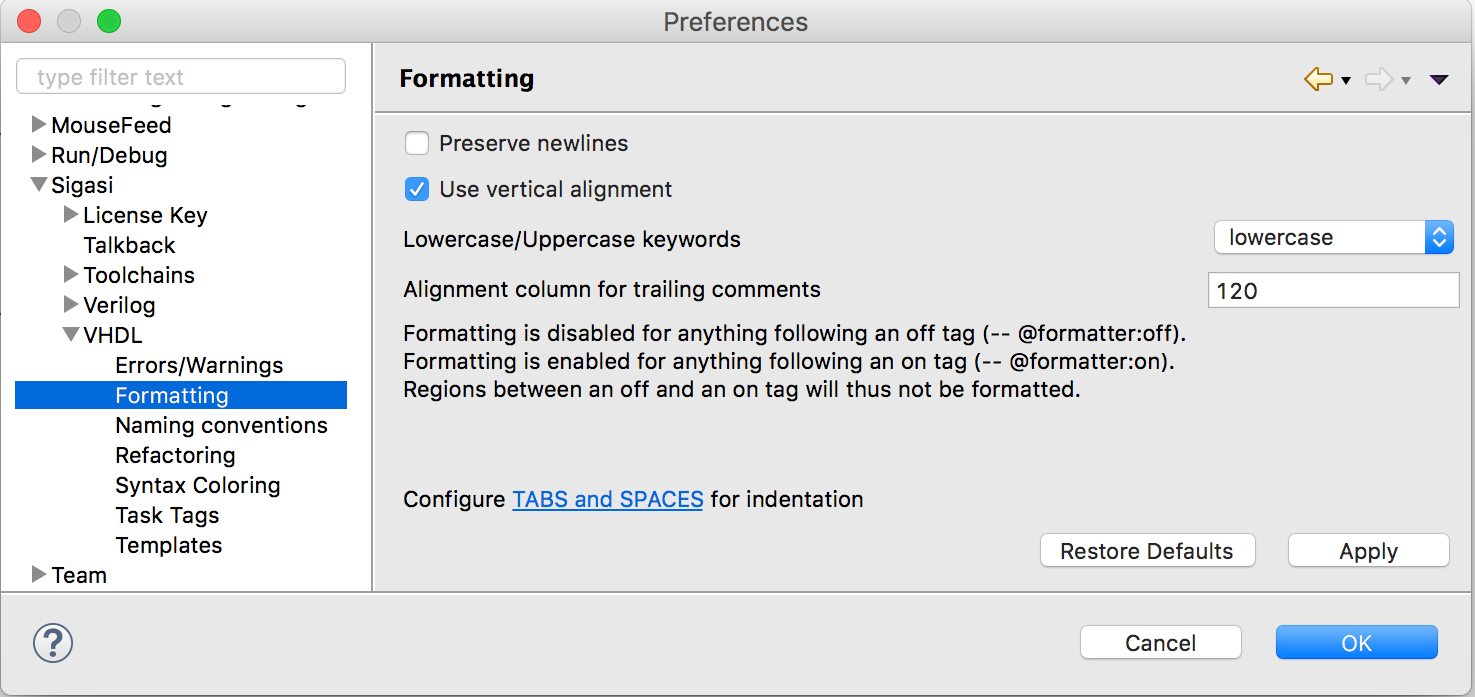 Preferences
type filter text
MouseFeed
Run/Debug
Sigasi
License Key
Talkback
Toolchains
Verilog
VHDL
Errors/Warnings
Formatting
Naming conventions
Refactoring
Syntax Coloring
Task Tags
Templates
Team
Formatting
Preserve newlines
Use vertical alignment
Lowercase/Uppercase keywords
lowercase
Alignment column for trailing comments
120
Formatting is disabled for anything following an off tag (-- @formatter:off).
Formatting is enabled for anything following an on tag (-- @formatter:on).
Regions between an off and an on tag will thus not be formatted.
Configure TABS and SPACES for indentation
Restore Defaults
Apply
?
Cancel
OK